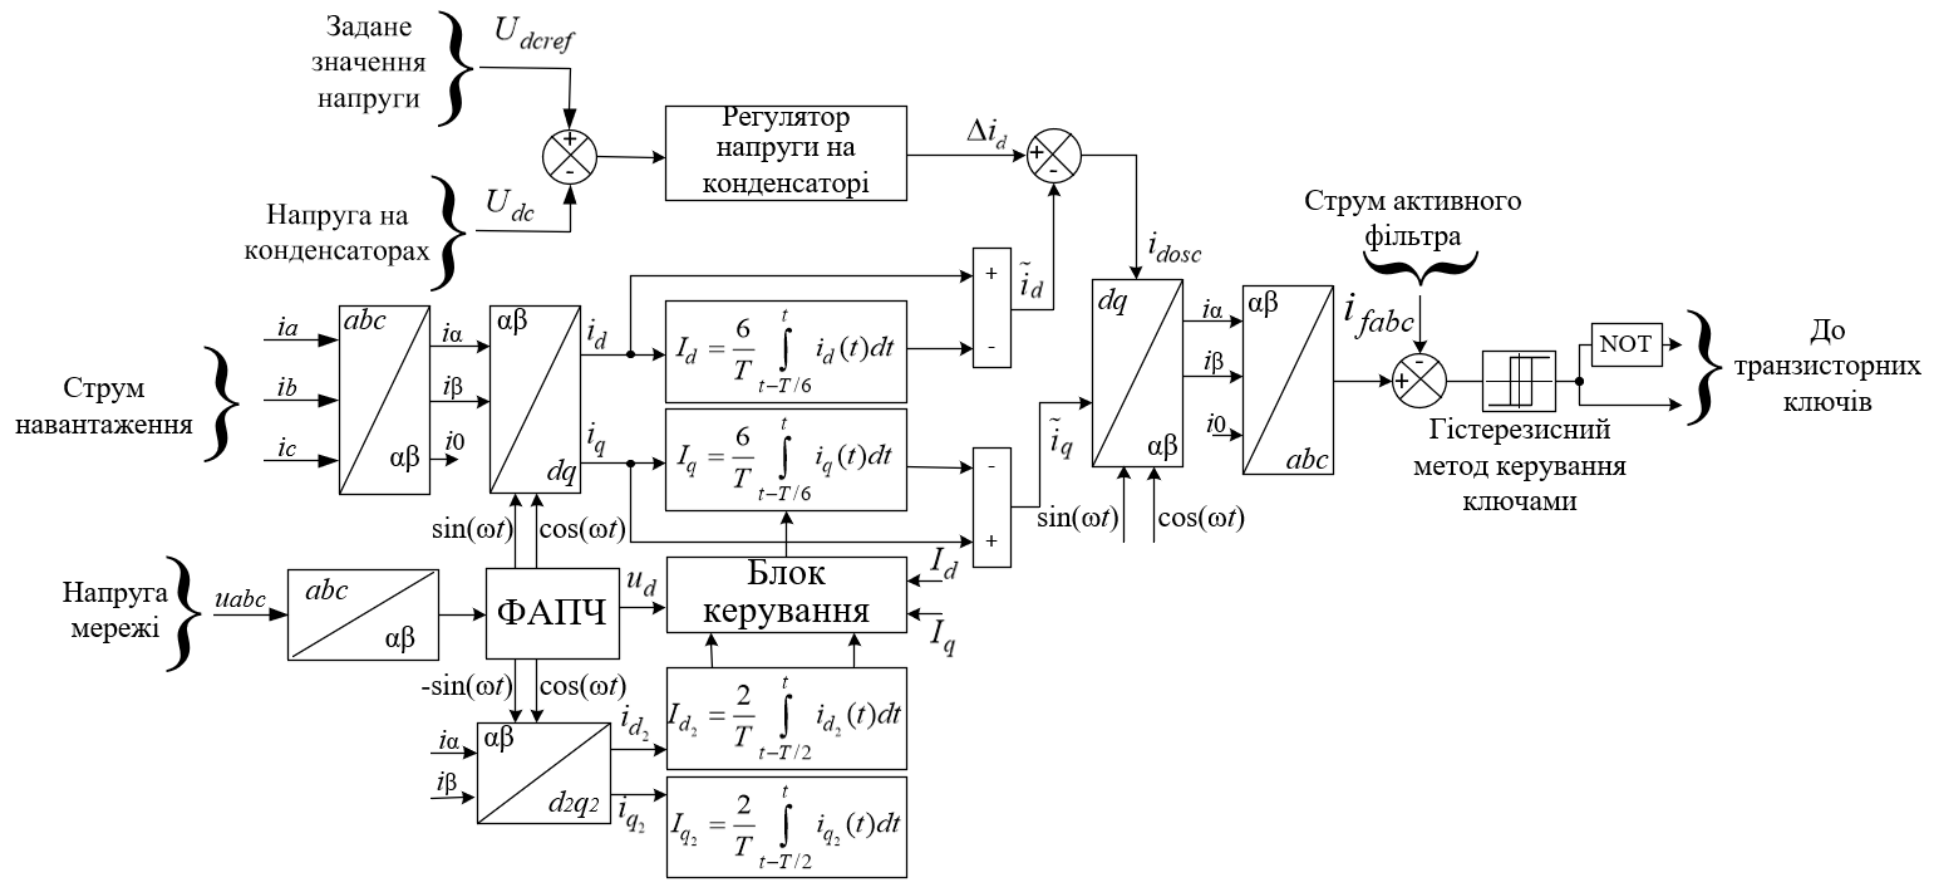 Задане
значення
напруги
U_dcref
+
-
Напруга на
конденсаторах
U_dc
Регулятор
напруги на
конденсаторі
Δi_d
+
-
i_dosc
Струм
навантаження
ia
ib
ic
abc
αβ
iα
iβ
i0
αβ
dq
i_d
i_q
I_d = 6/T ∫_{t-T/6}^{t} i_d(t)dt
I_q = 6/T ∫_{t-T/6}^{t} i_q(t)dt
+
-
ĩ_d
-
+
ĩ_q
dq
αβ
sin(ωt)
cos(ωt)
iα
iβ
i0
αβ
abc
Струм активного
фільтра
i_fabc
-
+
Гістерезисний
метод керування
ключами
NOT
До
транзисторних
ключів
sin(ωt)
cos(ωt)
Напруга
мережі
uabc
abc
αβ
ФАПЧ
u_d
Блок
керування
I_d
I_q
-sin(ωt)
cos(ωt)
iα
iβ
αβ
d2q2
i_d₂
i_q₂
I_d₂ = 2/T ∫_{t-T/2}^{t} i_d₂(t)dt
I_q₂ = 2/T ∫_{t-T/2}^{t} i_q₂(t)dt